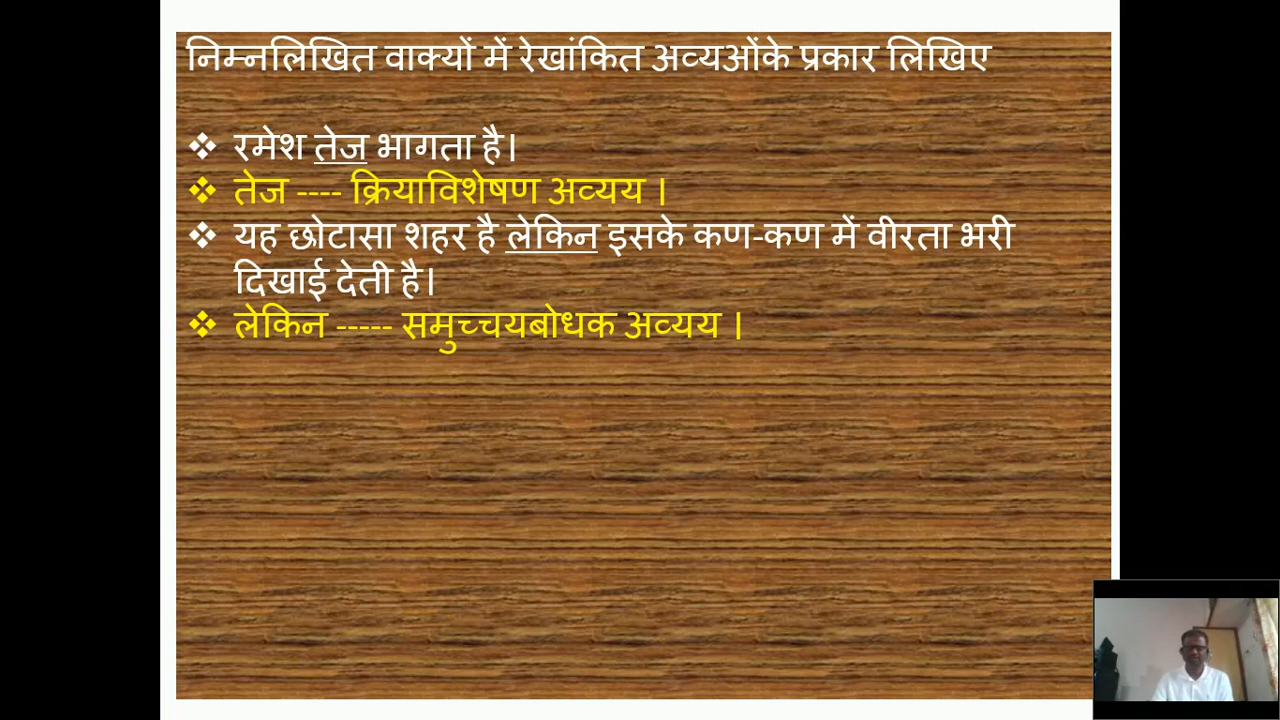 निम्नलिखित वाक्यों में रेखांकित अव्यओंके प्रकार लिखिए
❖ रमेश तेज भागता है।
❖ तेज ---- क्रियाविशेषण अव्यय |
❖ यह छोटासा शहर है लेकिन इसके कण-कण में वीरता भरी
दिखाई देती है।
❖ लेकिन ----- समुच्चयबोधक अव्यय |